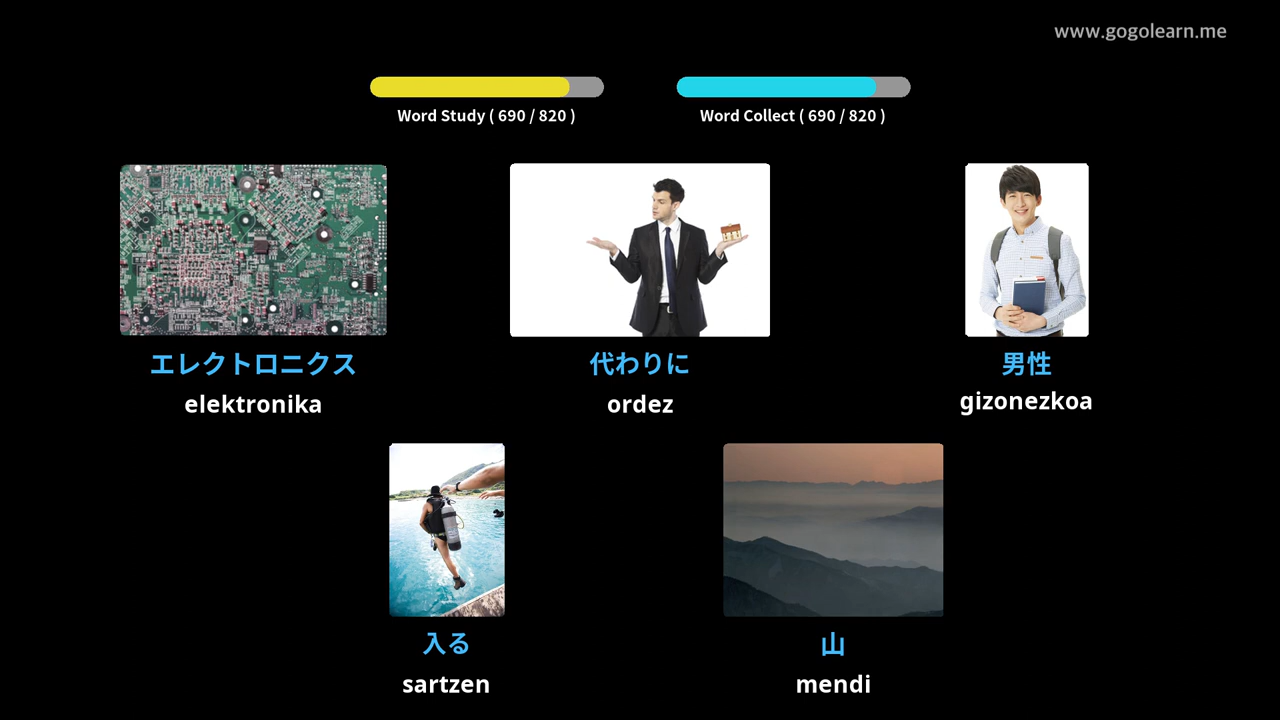 www.gogolearn.me
Word Study ( 690 / 820 )
Word Collect ( 690 / 820 )
エレクトロニクス
elektronika
代わりに
ordez
男性
gizonezkoa
入る
sartzen
山
mendi